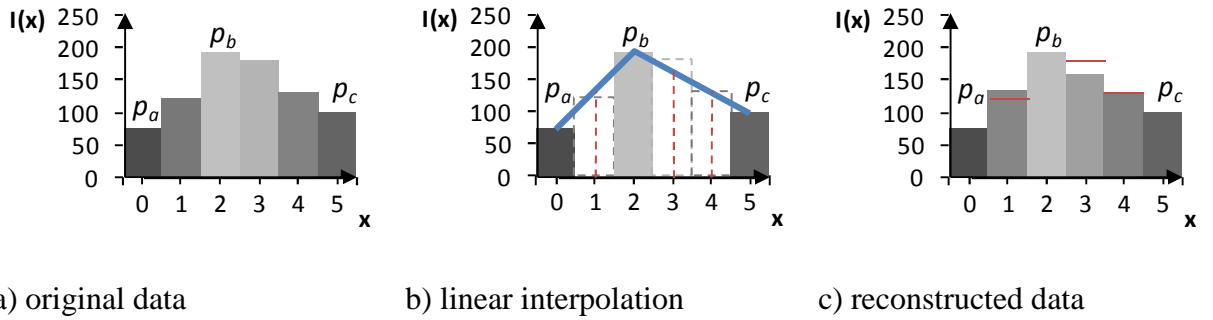 I(x)
250
200
150
100
50
0
p_a
p_b
p_c
0 1 2 3 4 5
x
I(x)
250
200
150
100
50
0
p_a
p_b
p_c
0 1 2 3 4 5
x
I(x)
250
200
150
100
50
0
p_a
p_b
p_c
0 1 2 3 4 5
x
) original data b) linear interpolation c) reconstructed data